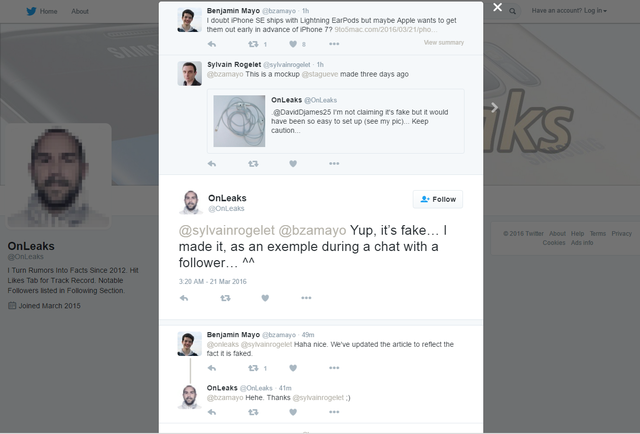 Home
About
Have an account? Log in
Benjamin Mayo @bzamayo · 1h
I doubt iPhone SE ships with Lightning EarPods but maybe Apple wants to get
them out early in advance of iPhone 7? 9to5mac.com/2016/03/21/pho...
1
8
View summary
Sylvain Rogelet @sylvainrogelet · 1h
@bzamayo This is a mockup @stagueve made three days ago
OnLeaks @OnLeaks
.@DavidDjames25 I'm not claiming it's fake but it would
have been so easy to set up (see my pic)... Keep
caution...
OnLeaks
@OnLeaks
Follow
@sylvainrogelet @bzamayo Yup, it's fake… I
made it, as an exemple during a chat with a
follower… ^^
3:20 AM - 21 Mar 2016
Benjamin Mayo @bzamayo · 49m
@onleaks @sylvainrogelet Haha nice. We've updated the article to reflect the
fact it is faked.
1
OnLeaks @OnLeaks · 41m
@bzamayo Hehe. Thanks @sylvainrogelet ;)
OnLeaks
@OnLeaks
I Turn Rumors Into Facts Since 2012. Hit
Likes Tab for Track Record. Notable
Followers listed in Following Section.
Joined March 2015
aks
© 2016 Twitter About Help Terms Privacy
Cookies Ads info